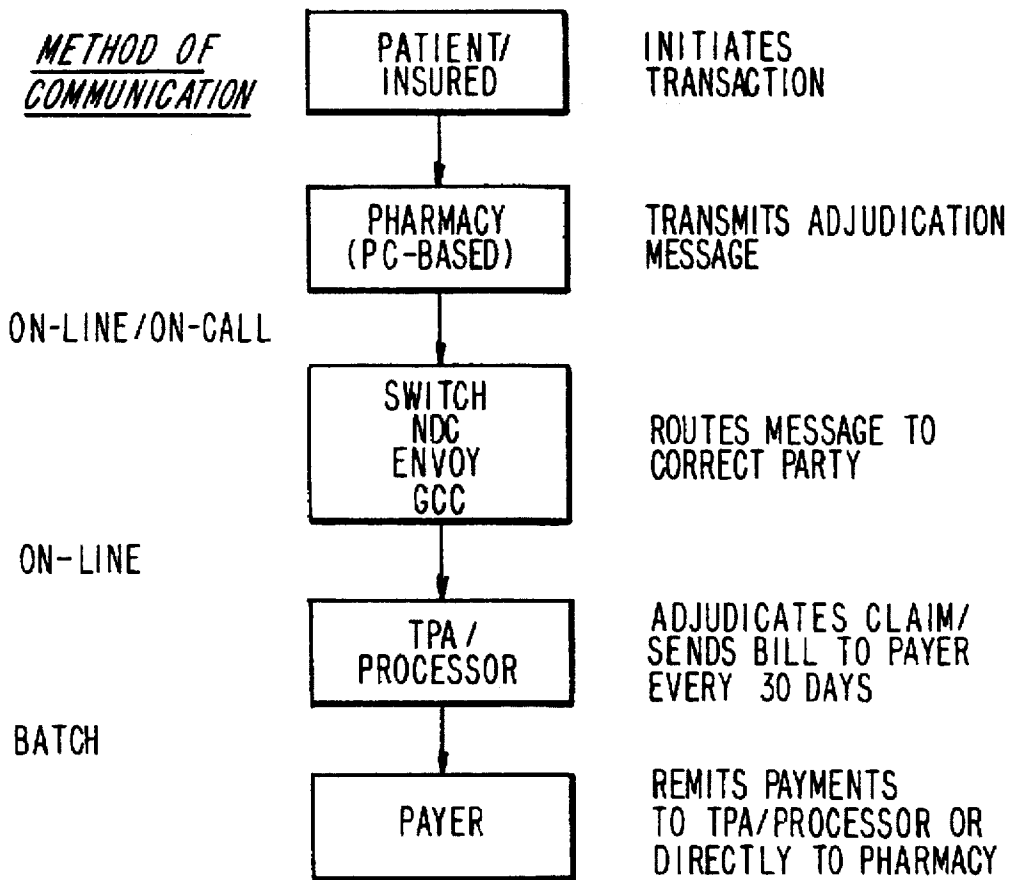 METHOD OF
COMMUNICATION
PATIENT/
INSURED
INITIATES
TRANSACTION
PHARMACY
(PC-BASED)
TRANSMITS ADJUDICATION
MESSAGE
ON-LINE/ON-CALL
SWITCH
NDC
ENVOY
GCC
ROUTES MESSAGE TO
CORRECT PARTY
ON-LINE
TPA/
PROCESSOR
ADJUDICATES CLAIM/
SENDS BILL TO PAYER
EVERY 30 DAYS
BATCH
PAYER
REMITS PAYMENTS
TO TPA/PROCESSOR OR
DIRECTLY TO PHARMACY